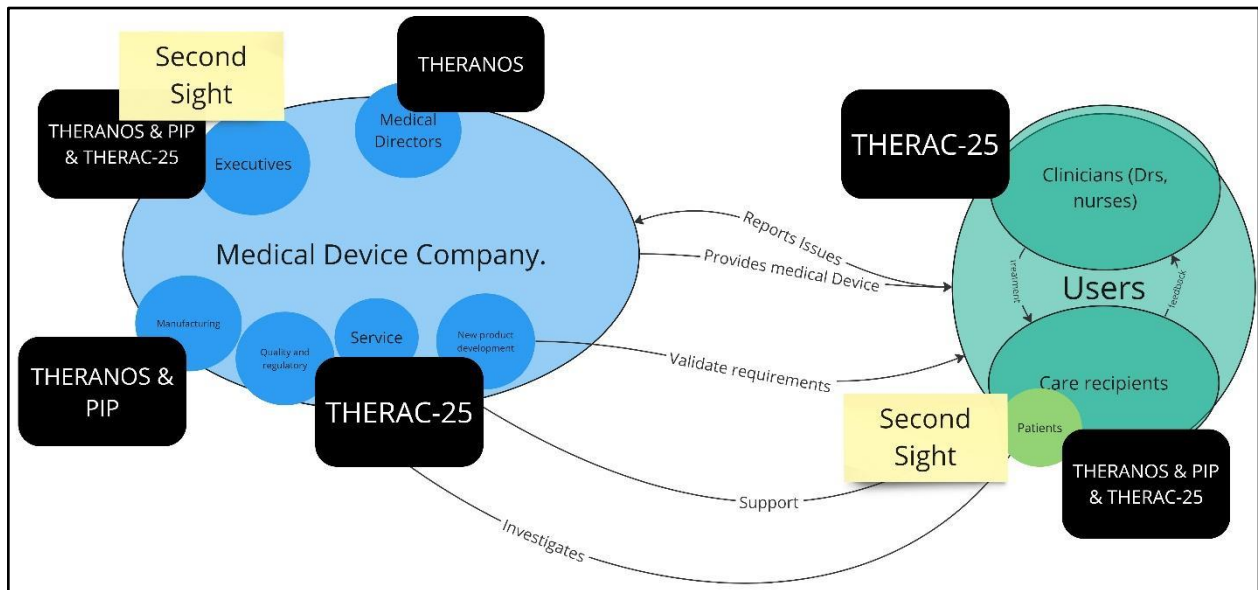 Second
Sight
THERANOS
THERANOS & PIP
& THERAC-25
Executives
Medical
Directors
Medical Device Company.
Manufacturing
Quality and
regulatory
Service
New product
development
THERANOS &
PIP
THERAC-25
Reports Issues
Provides medical Device
Validate requirements
Support
Investigates
THERAC-25
Clinicians (Drs,
nurses)
treatment
Users
feedback
Care recipients
Second
Sight
Patients
THERANOS & PIP
& THERAC-25